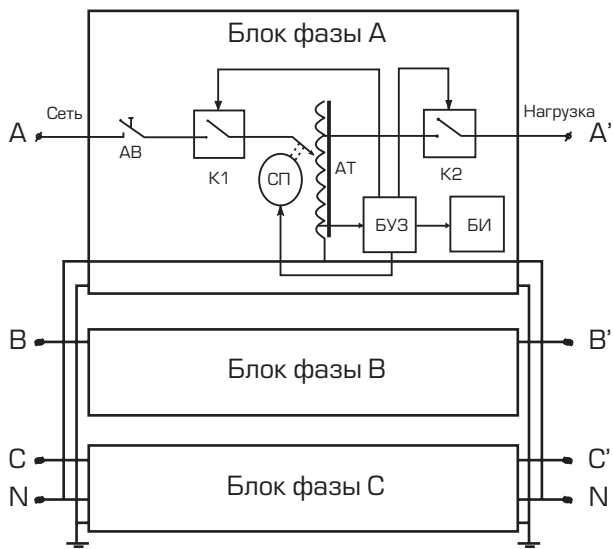 Блок фазы А
Сеть
Нагрузка
А
АВ
К1
СП
АТ
К2
А'
БУЗ
БИ
В
Блок фазы В
В'
С
Блок фазы С
С'
N
N